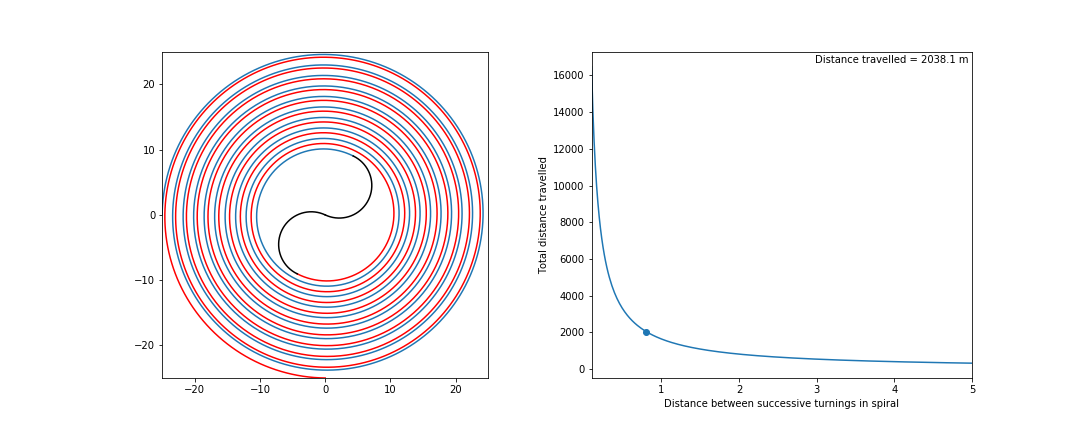 20
10
0
−10
−20
−20 −10 0 10 20
Distance travelled = 2038.1 m
16000
14000
12000
10000
8000
6000
4000
2000
0
Total distance travelled
1 2 3 4 5
Distance between successive turnings in spiral